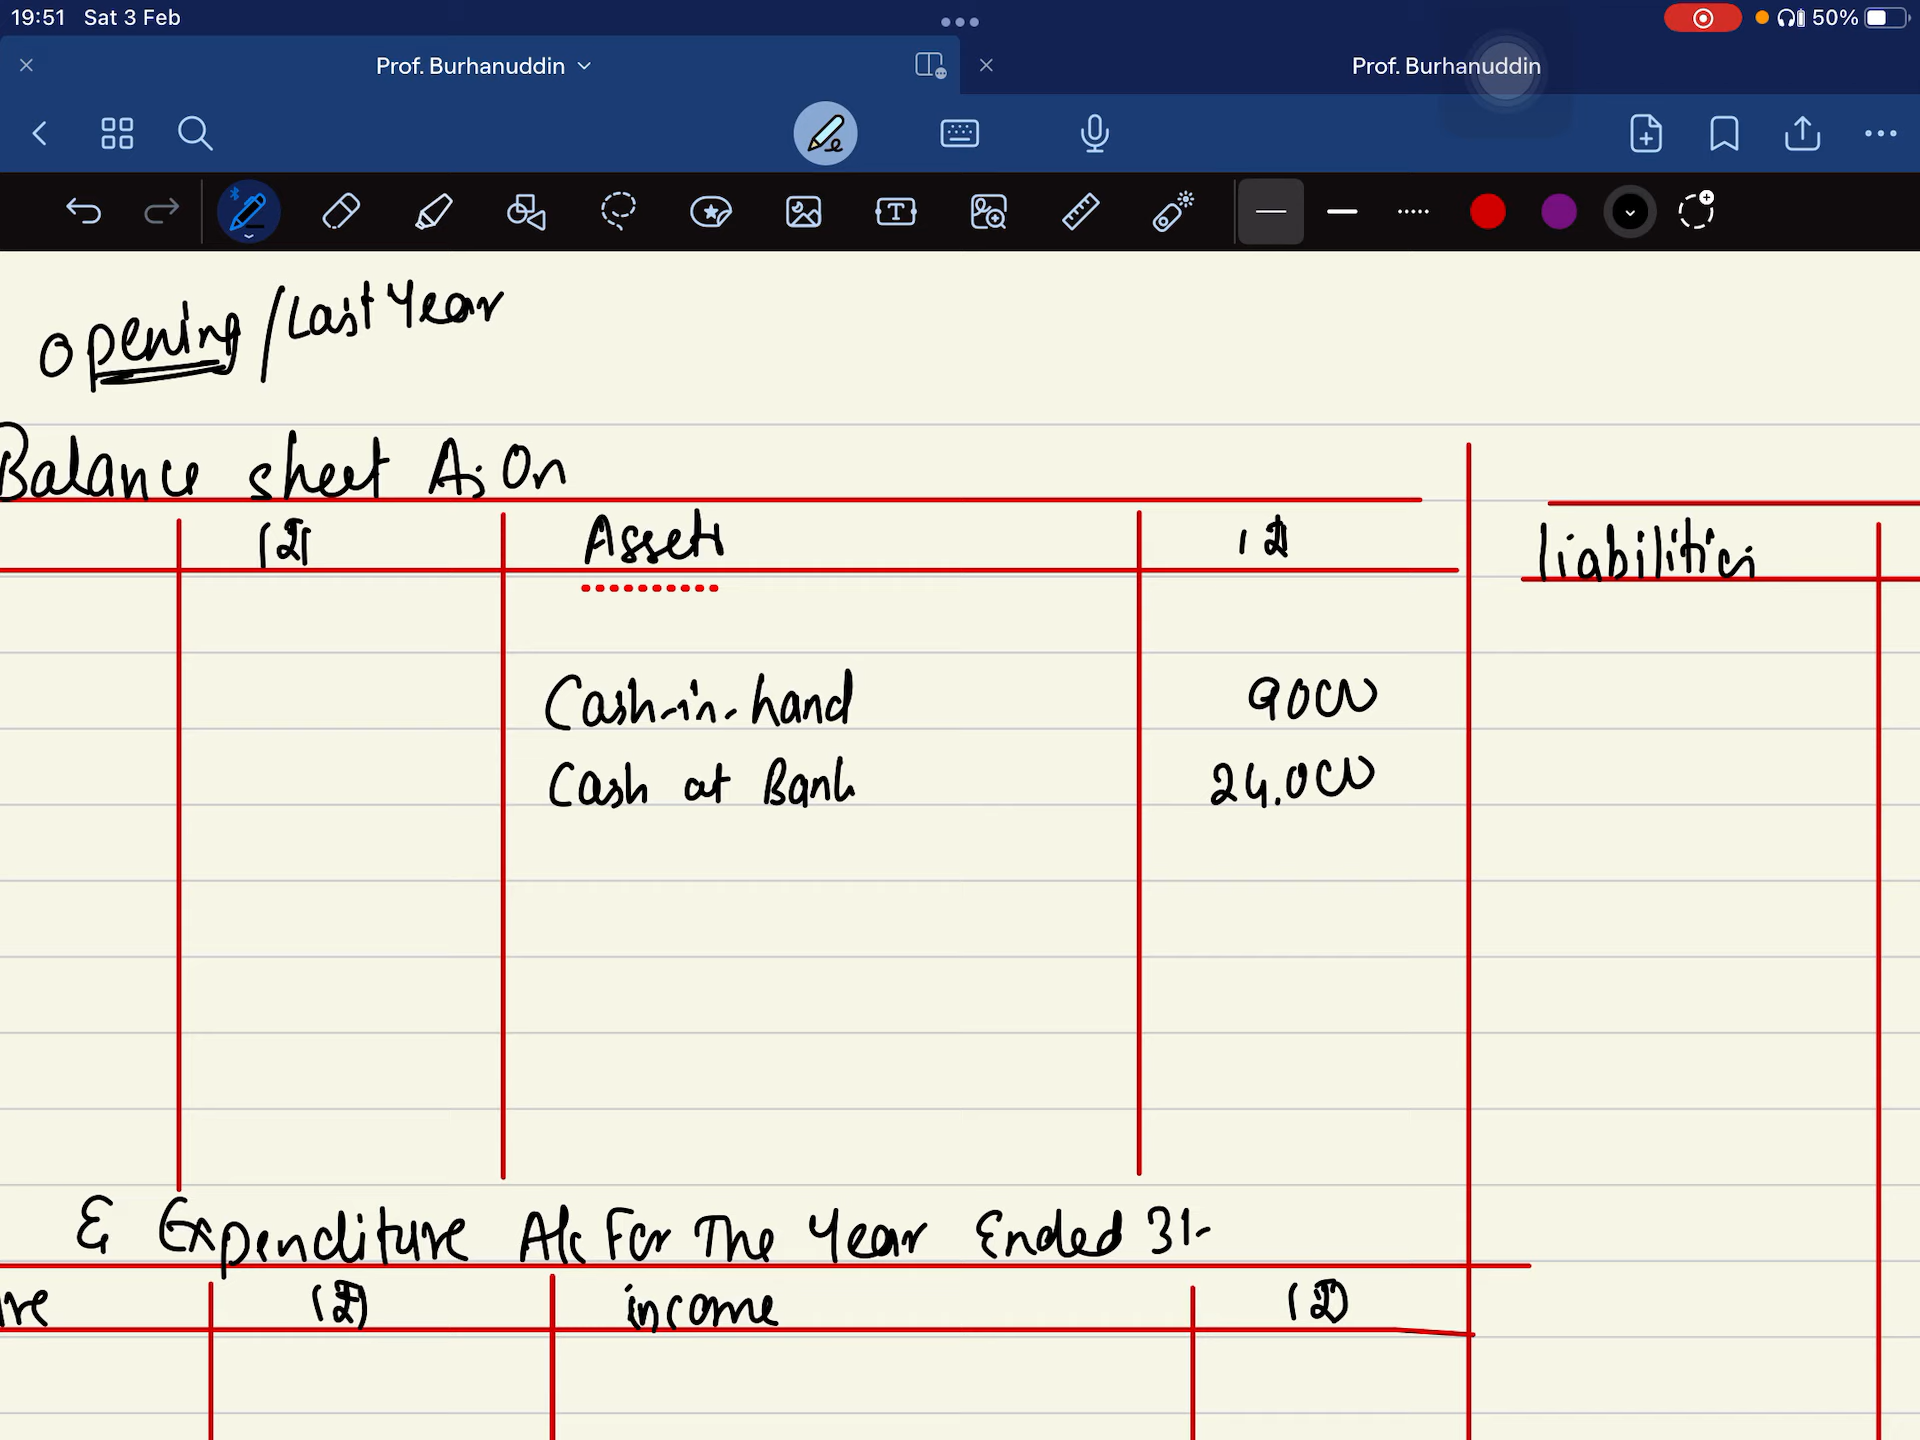 19:51 Sat 3 Feb 50%
Prof. Burhanuddin Prof. Burhanuddin
Opening / Last Year
Balance sheet As On
(₹) Assets (₹) liabilities
Cash-in-hand 9000
Cash at Bank 24,000
& Expenditure A/c For The Year Ended 31-
re (₹) income (₹)